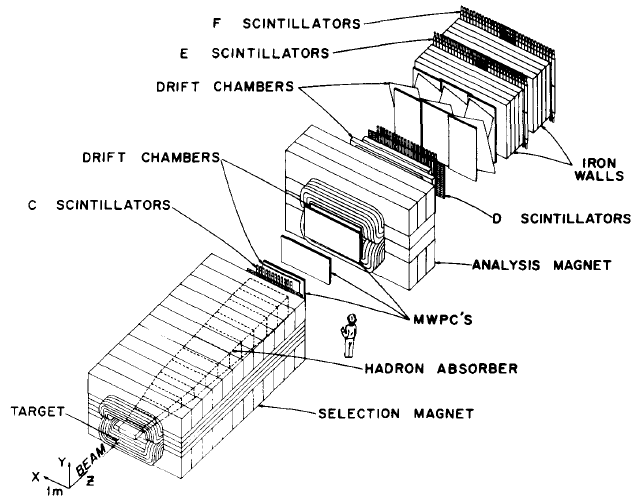 F SCINTILLATORS
E SCINTILLATORS
DRIFT CHAMBERS
DRIFT CHAMBERS
C SCINTILLATORS
IRON
WALLS
D SCINTILLATORS
ANALYSIS MAGNET
MWPC'S
HADRON ABSORBER
SELECTION MAGNET
TARGET
BEAM
X
Y
Z
1m